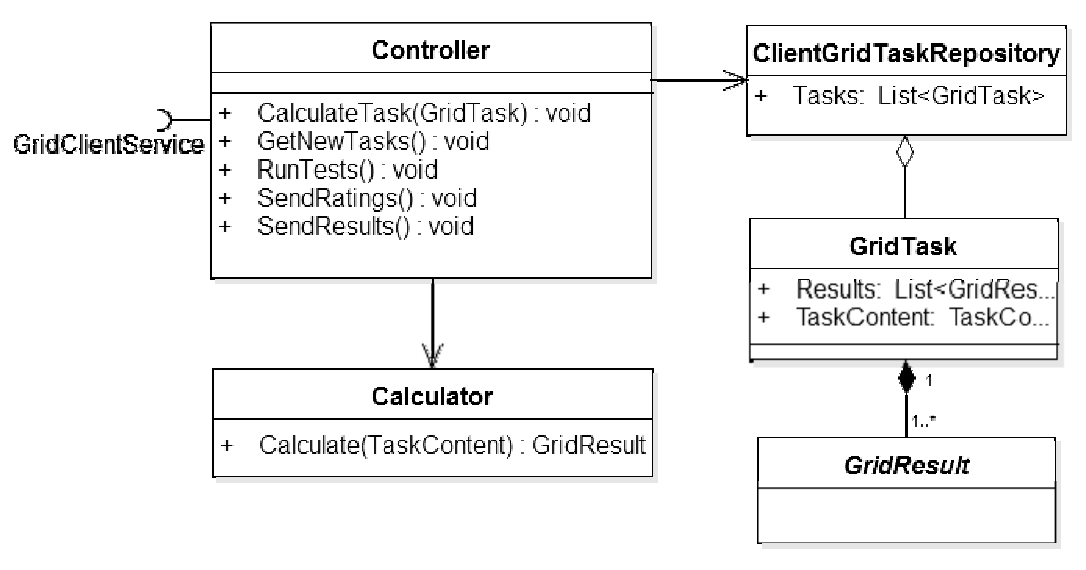 Controller
+ CalculateTask(GridTask) : void
+ GetNewTasks() : void
+ RunTests() : void
+ SendRatings() : void
+ SendResults() : void
GridClientService
ClientGridTaskRepository
+ Tasks: List<GridTask>
GridTask
+ Results: List<GridRes...
+ TaskContent: TaskCo...
1
1..*
GridResult
Calculator
+ Calculate(TaskContent) : GridResult